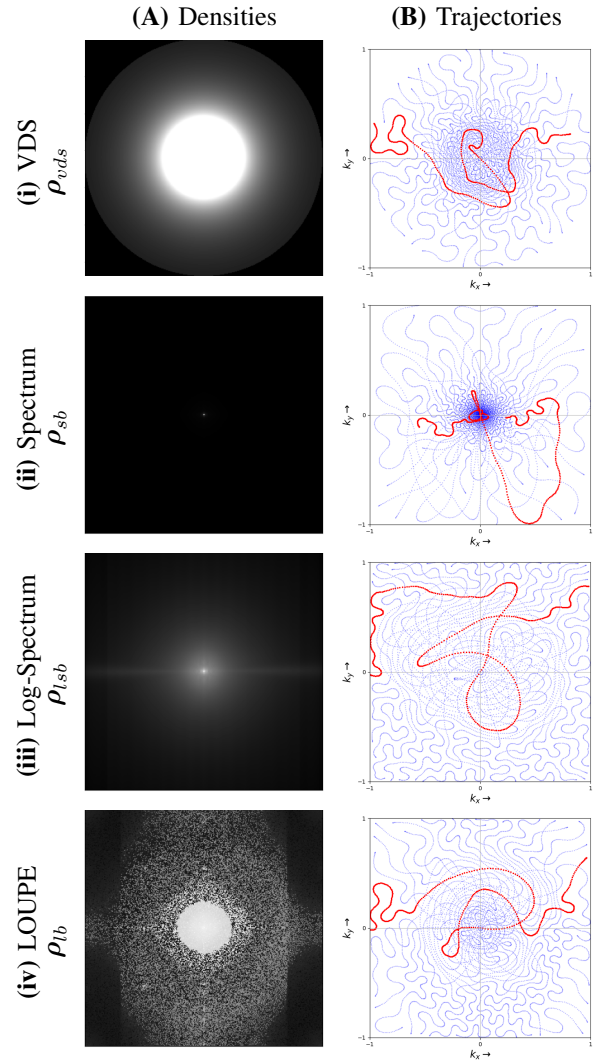 (A) Densities
(B) Trajectories
(i) VDS
ρvds
1
0
-1
-1
0
1
ky→
kx→
(ii) Spectrum
ρsb
1
0
-1
-1
0
1
ky→
kx→
(iii) Log-Spectrum
ρlsb
1
0
-1
-1
0
1
ky→
kx→
(iv) LOUPE
ρlb
1
0
-1
-1
0
1
ky→
kx→